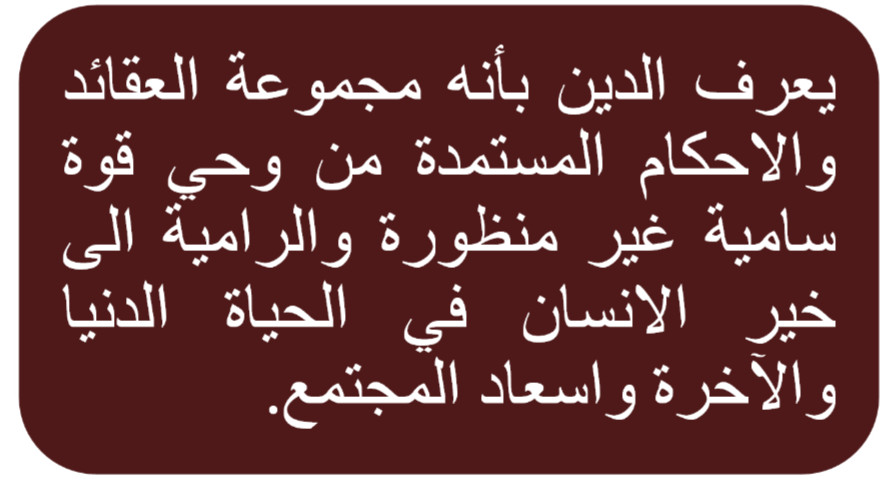 يعرف الدين بأنه مجموعة العقائد
والاحكام المستمدة من وحي قوة
سامية غير منظورة والرامية الى
خير الانسان في الحياة الدنيا
والآخرة واسعاد المجتمع.